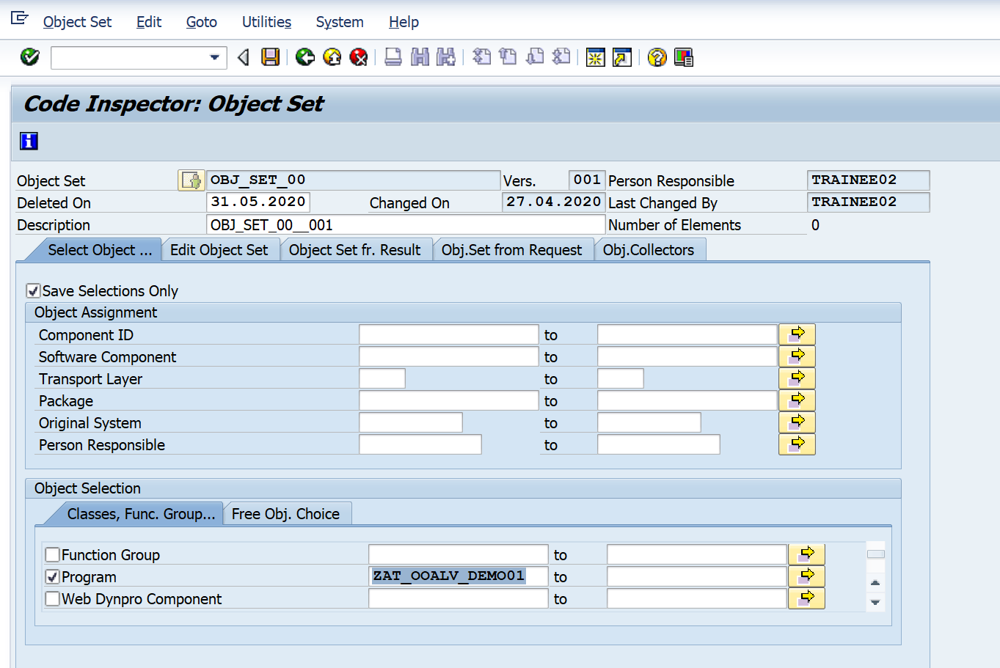 Object Set Edit Goto Utilities System Help
Code Inspector: Object Set
Object Set OBJ_SET_00 Vers. 001 Person Responsible TRAINEE02
Deleted On 31.05.2020 Changed On 27.04.2020 Last Changed By TRAINEE02
Description OBJ_SET_00__001 Number of Elements 0
Select Object ... Edit Object Set Object Set fr. Result Obj.Set from Request Obj.Collectors
Save Selections Only
Object Assignment
Component ID to
Software Component to
Transport Layer to
Package to
Original System to
Person Responsible to
Object Selection
Classes, Func. Group... Free Obj. Choice
Function Group to
Program ZAT_OOALV_DEMO01 to
Web Dynpro Component to